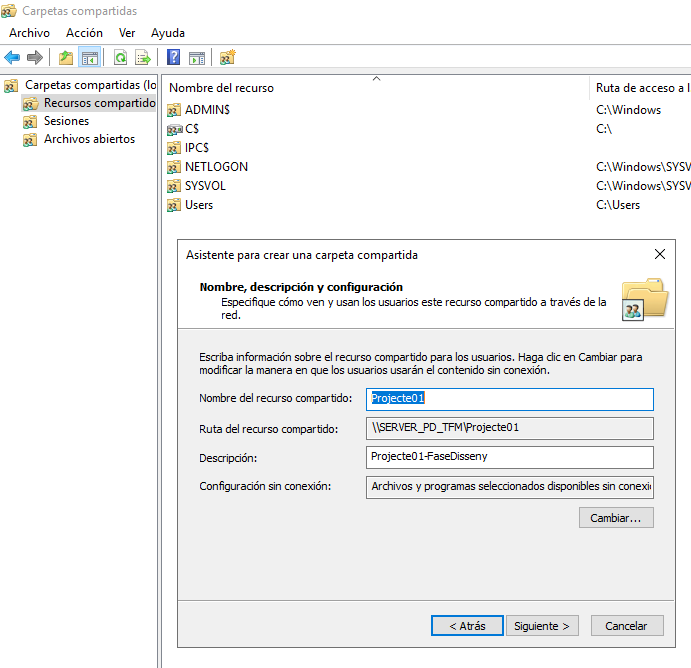 Carpetas compartidas
Archivo Acción Ver Ayuda
Carpetas compartidas (lo
Recursos compartido
Sesiones
Archivos abiertos
Nombre del recurso Ruta de acceso a l
ADMIN$ C:\Windows
C$ C:\
IPC$
NETLOGON C:\Windows\SYSV
SYSVOL C:\Windows\SYSV
Users C:\Users
Asistente para crear una carpeta compartida
Nombre, descripción y configuración
Especifique cómo ven y usan los usuarios este recurso compartido a través de la
red.
Escriba información sobre el recurso compartido para los usuarios. Haga clic en Cambiar para
modificar la manera en que los usuarios usarán el contenido sin conexión.
Nombre del recurso compartido: Projecte01
Ruta del recurso compartido: \\SERVER_PD_TFM\Projecte01
Descripción: Projecte01-FaseDisseny
Configuración sin conexión: Archivos y programas seleccionados disponibles sin conexi
Cambiar...
< Atrás Siguiente > Cancelar